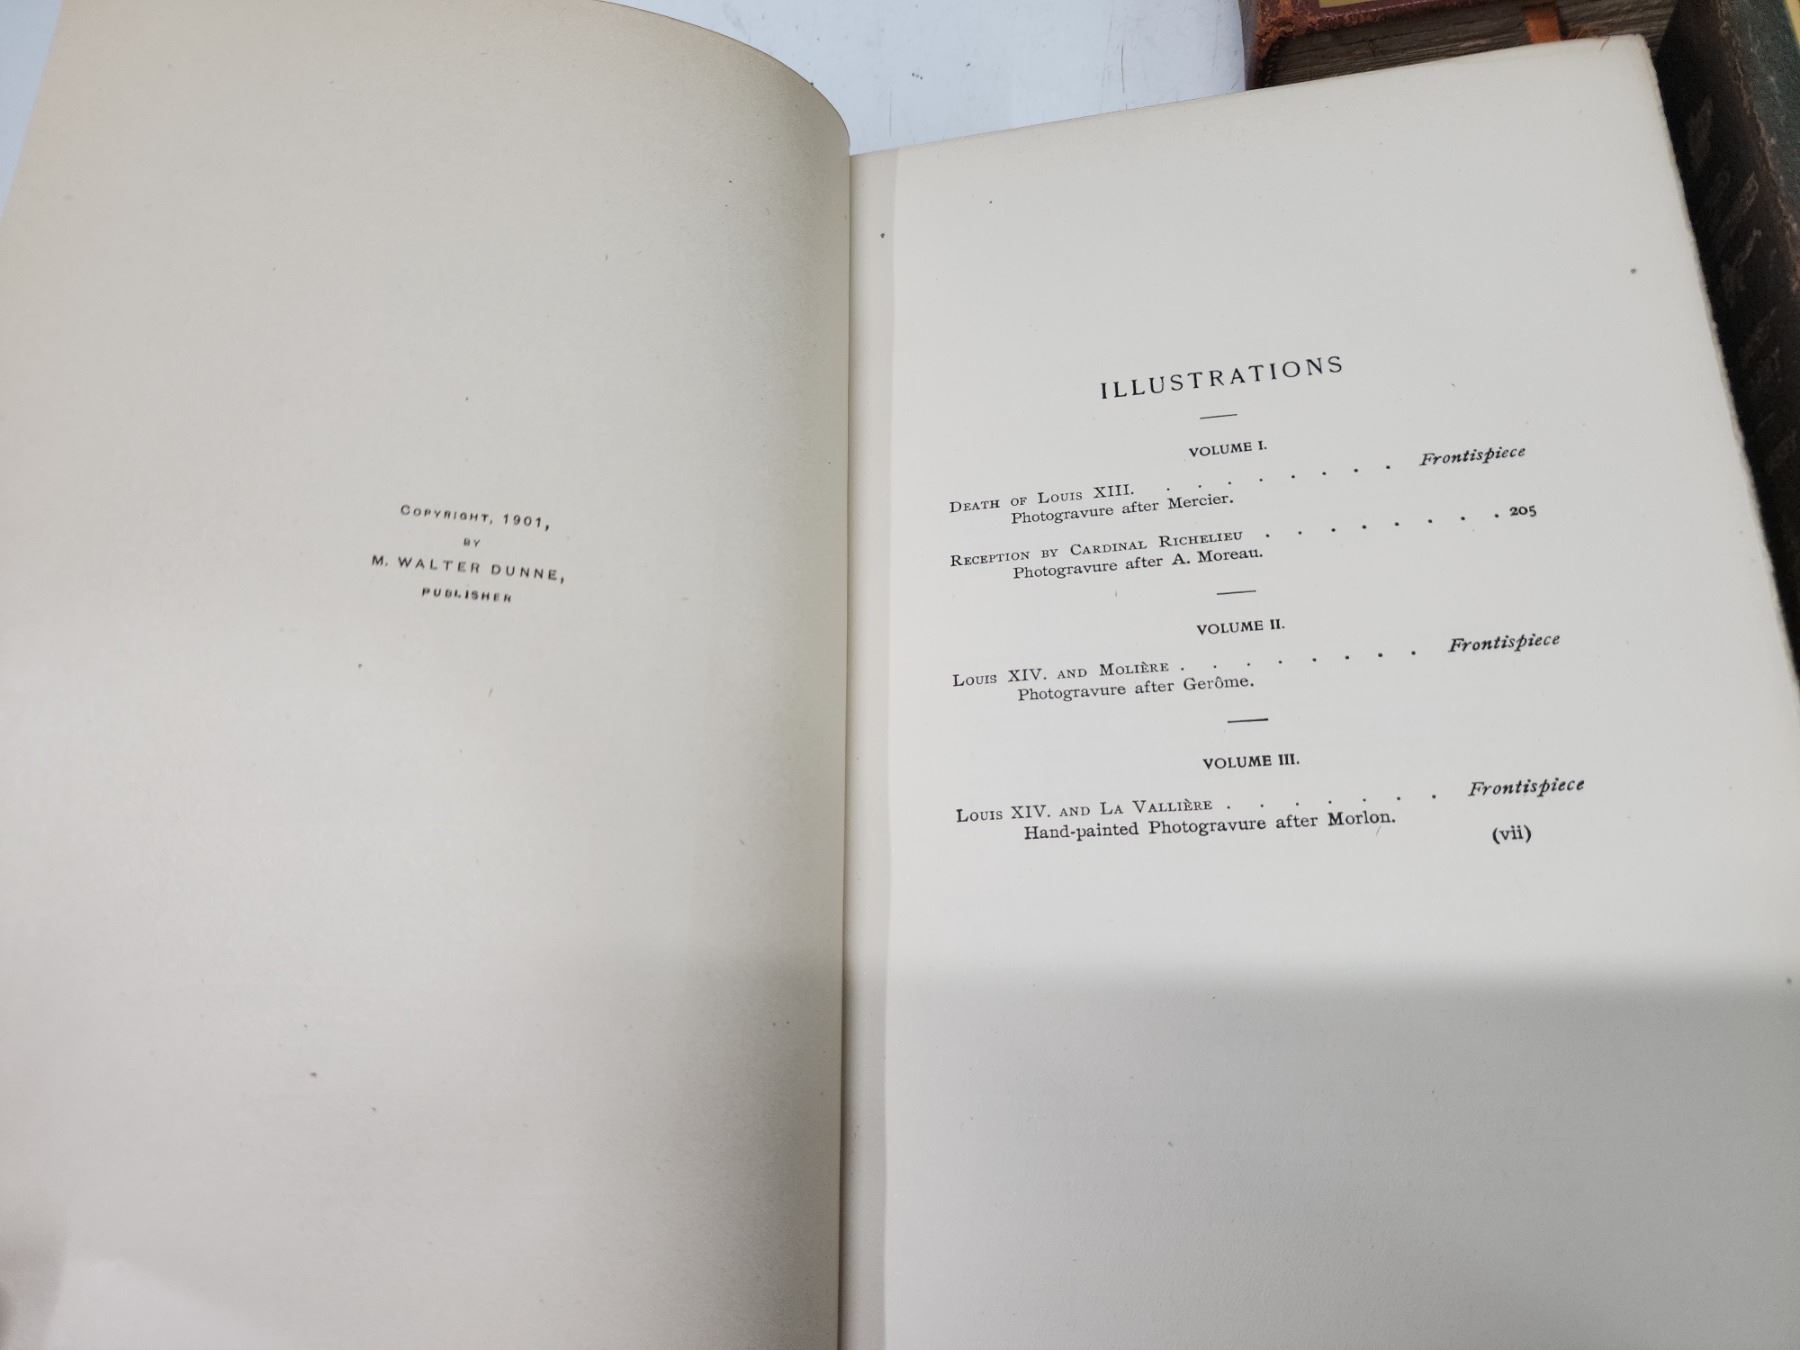 COPYRIGHT, 1901,
BY
M. WALTER DUNNE,
PUBLISHER
ILLUSTRATIONS
VOLUME I.
DEATH OF LOUIS XIII. . . . . . . . . Frontispiece
Photogravure after Mercier.
RECEPTION BY CARDINAL RICHELIEU . . . . . . . . 205
Photogravure after A. Moreau.
VOLUME II.
LOUIS XIV. AND MOLIÈRE . . . . . . . . Frontispiece
Photogravure after Gerôme.
VOLUME III.
LOUIS XIV. AND LA VALLIÈRE . . . . . . . Frontispiece
Hand-painted Photogravure after Morlon.
(vii)